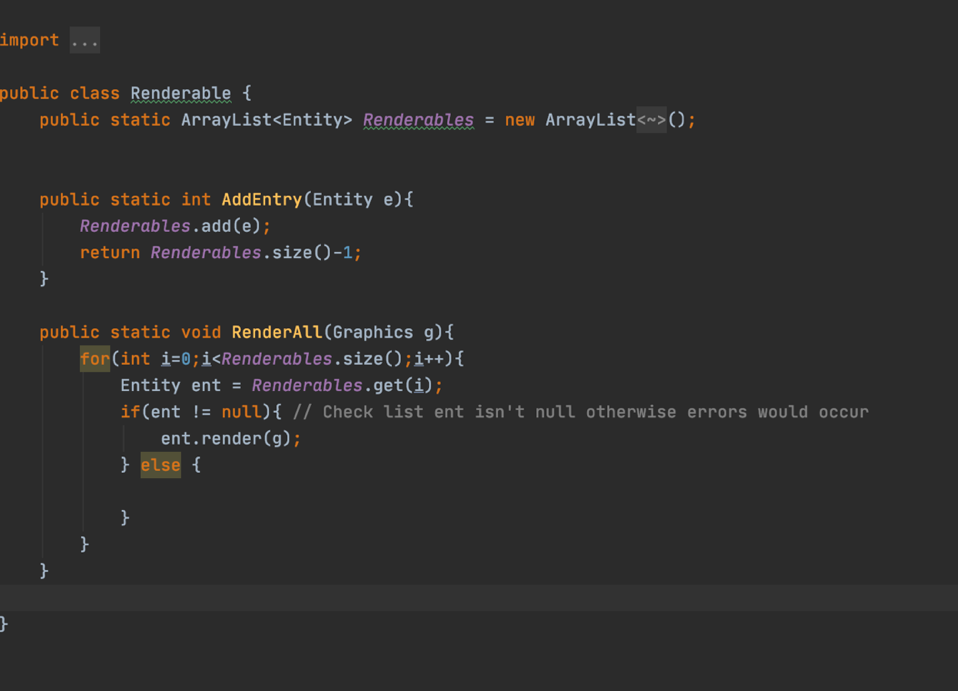 import ...
public class Renderable {
public static ArrayList<Entity> Renderables = new ArrayList<~>();
public static int AddEntry(Entity e){
Renderables.add(e);
return Renderables.size()-1;
}
public static void RenderAll(Graphics g){
for(int i=0;i<Renderables.size();i++){
Entity ent = Renderables.get(i);
if(ent != null){ // Check list ent isn't null otherwise errors would occur
ent.render(g);
} else {
}
}
}
}